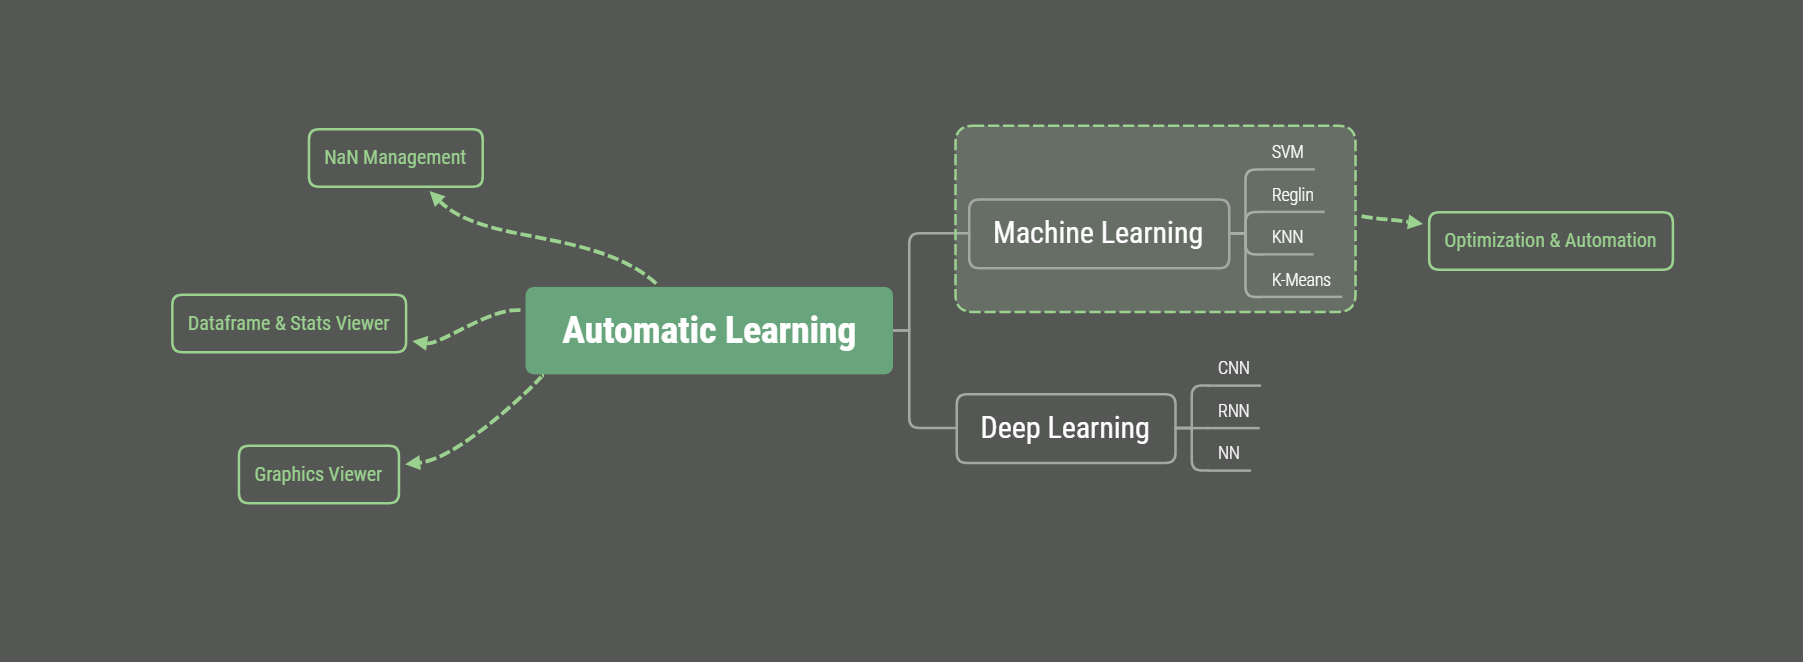 NaN Management
Dataframe & Stats Viewer
Graphics Viewer
Automatic Learning
Machine Learning
SVM
Reglin
KNN
K-Means
Optimization & Automation
Deep Learning
CNN
RNN
NN